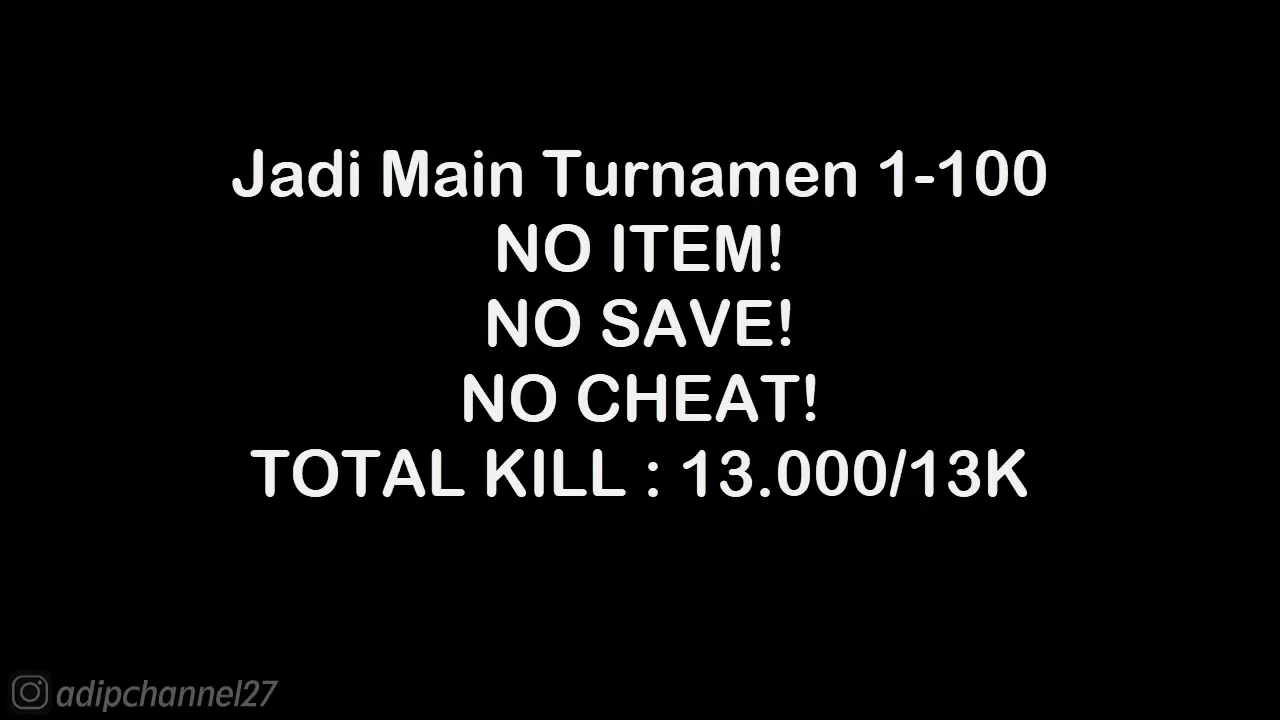 Jadi Main Turnamen 1-100
NO ITEM!
NO SAVE!
NO CHEAT!
TOTAL KILL : 13.000/13K
adipchannel27